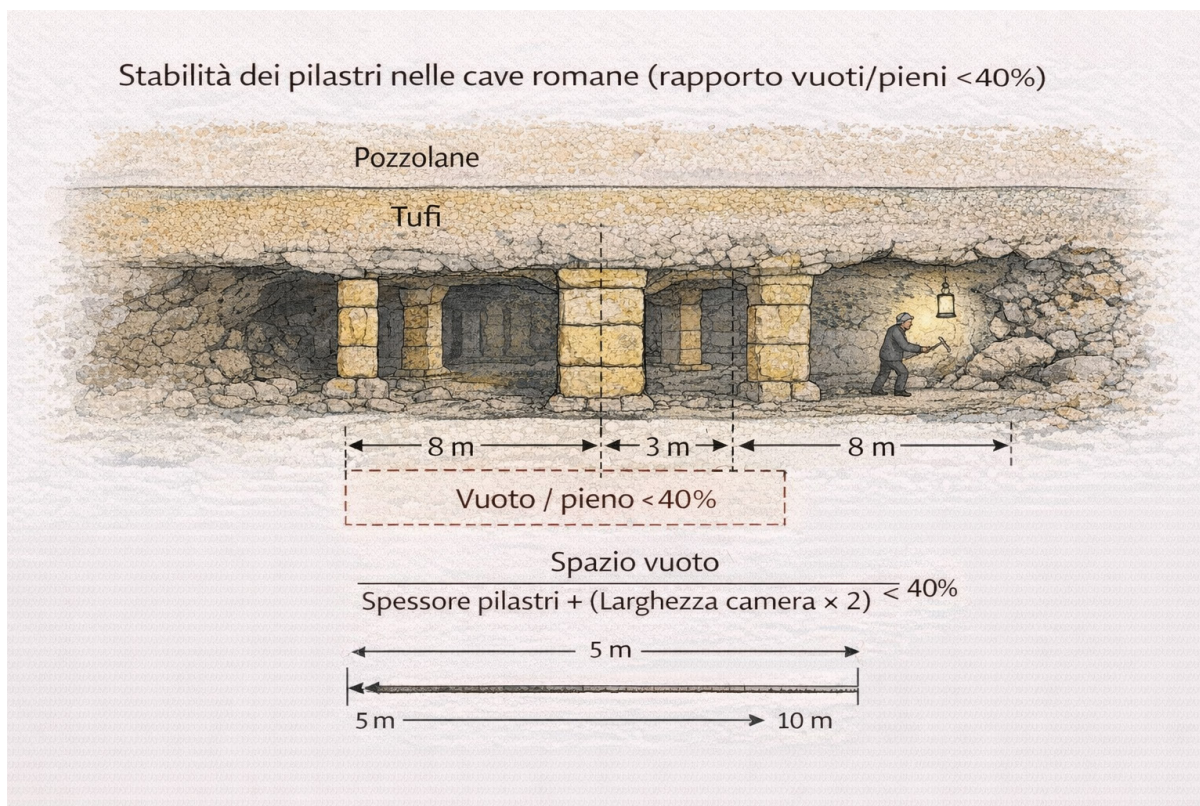 Stabilità dei pilastri nelle cave romane (rapporto vuoti/pieni <40%)
Pozzolane
Tufi
8 m 3 m 8 m
Vuoto / pieno <40%
Spazio vuoto
Spessore pilastri + (Larghezza camera × 2) < 40%
5 m
5 m 10 m